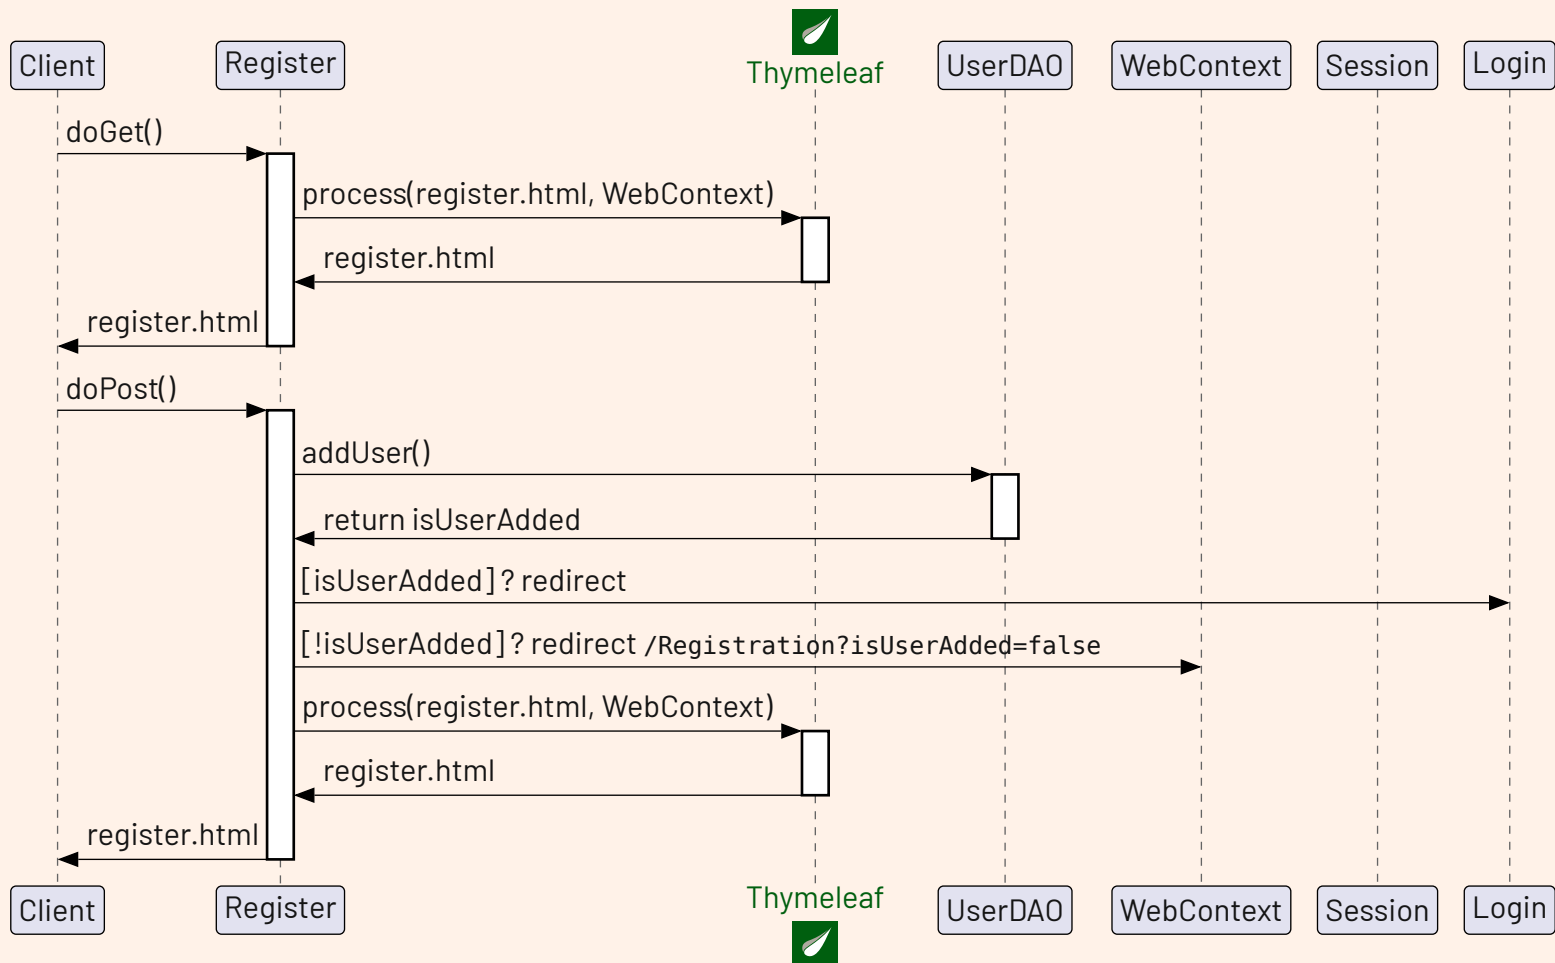 Client
Register
Thymeleaf
UserDAO
WebContext
Session
Login
doGet()
process(register.html, WebContext)
register.html
register.html
doPost()
addUser()
return isUserAdded
[isUserAdded]? redirect
[!isUserAdded]? redirect /Registration?isUserAdded=false
process(register.html, WebContext)
register.html
register.html
Client
Register
Thymeleaf
UserDAO
WebContext
Session
Login